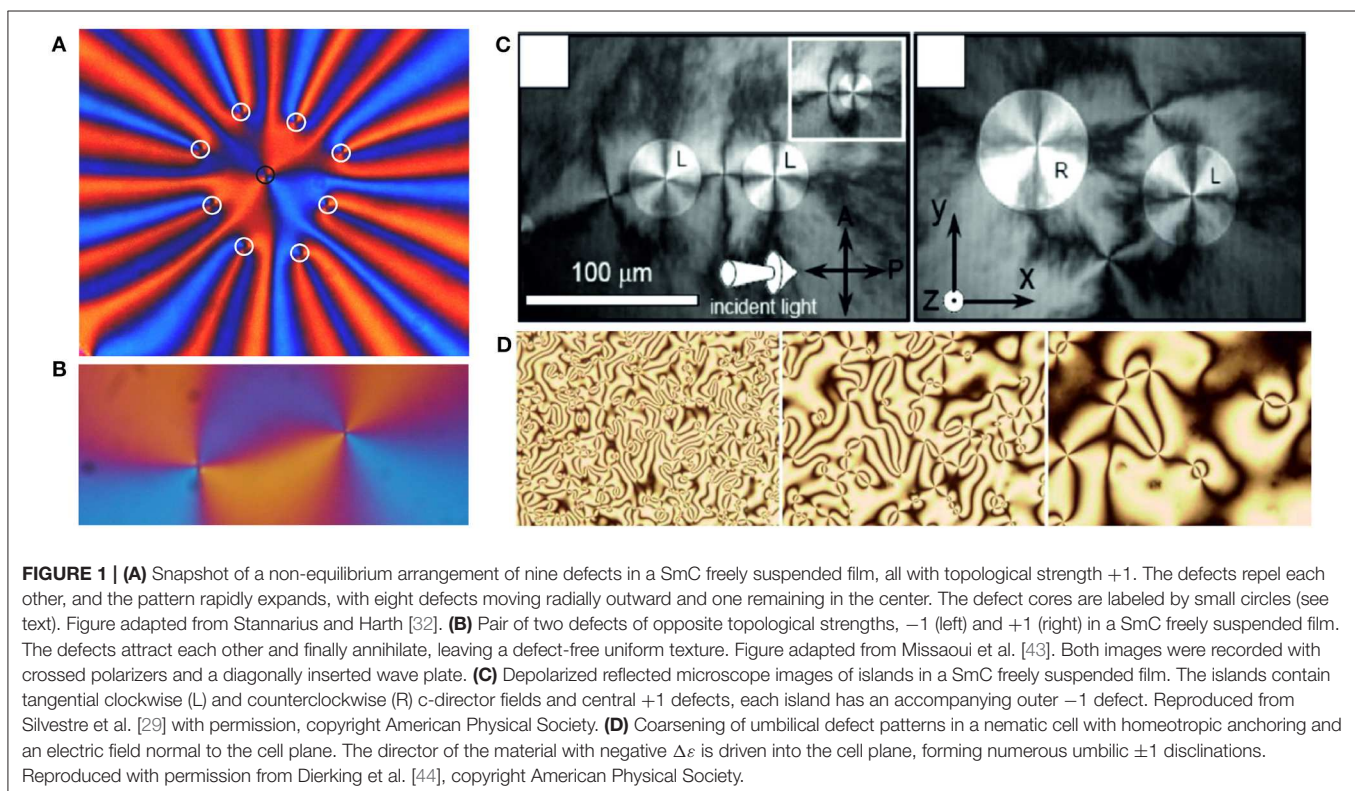 A
B
C
L
L
A
P
100 μm
incident light
R
L
y
X
Z
D
FIGURE 1 | (A) Snapshot of a non-equilibrium arrangement of nine defects in a SmC freely suspended film, all with topological strength +1. The defects repel each
other, and the pattern rapidly expands, with eight defects moving radially outward and one remaining in the center. The defect cores are labeled by small circles (see
text). Figure adapted from Stannarius and Harth [32]. (B) Pair of two defects of opposite topological strengths, −1 (left) and +1 (right) in a SmC freely suspended film.
The defects attract each other and finally annihilate, leaving a defect-free uniform texture. Figure adapted from Missaoui et al. [43]. Both images were recorded with
crossed polarizers and a diagonally inserted wave plate. (C) Depolarized reflected microscope images of islands in a SmC freely suspended film. The islands contain
tangential clockwise (L) and counterclockwise (R) c-director fields and central +1 defects, each island has an accompanying outer −1 defect. Reproduced from
Silvestre et al. [29] with permission, copyright American Physical Society. (D) Coarsening of umbilical defect patterns in a nematic cell with homeotropic anchoring and
an electric field normal to the cell plane. The director of the material with negative Δε is driven into the cell plane, forming numerous umbilic ±1 disclinations.
Reproduced with permission from Dierking et al. [44], copyright American Physical Society.